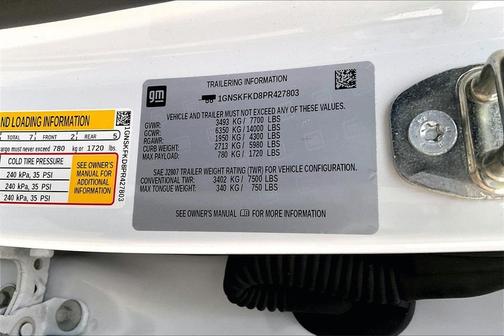 AND LOADING INFORMATION
TOTAL 7 FRONT 2 REAR 5
cargo must never exceed 780 kg or 1720 lb.
COLD TIRE PRESSURE
240 kPa, 35 PSI
240 kPa, 35 PSI
240 kPa, 35 PSI
SEE OWNER'S
MANUAL FOR
ADDITIONAL
INFORMATION
1GNSKFKD8PR427803
gm
TRAILERING INFORMATION
1GNSKFKD8PR427803
VEHICLE AND TRAILER MUST NOT EXCEED ANY OF THESE VALUES.
GVWR: 3493 KG / 7700 LBS
GCWR: 6350 KG / 14000 LBS
RGAWR: 1950 KG / 4300 LBS
CURB WEIGHT: 2713 KG / 5980 LBS
MAX PAYLOAD: 780 KG / 1720 LBS
SAE J2807 TRAILER WEIGHT RATING (TWR) FOR VEHICLE CONFIGURATION.
CONVENTIONAL TWR: 3402 KG / 7500 LBS
MAX TONGUE WEIGHT: 340 KG / 750 LBS
SEE OWNERS MANUAL FOR MORE INFORMATION